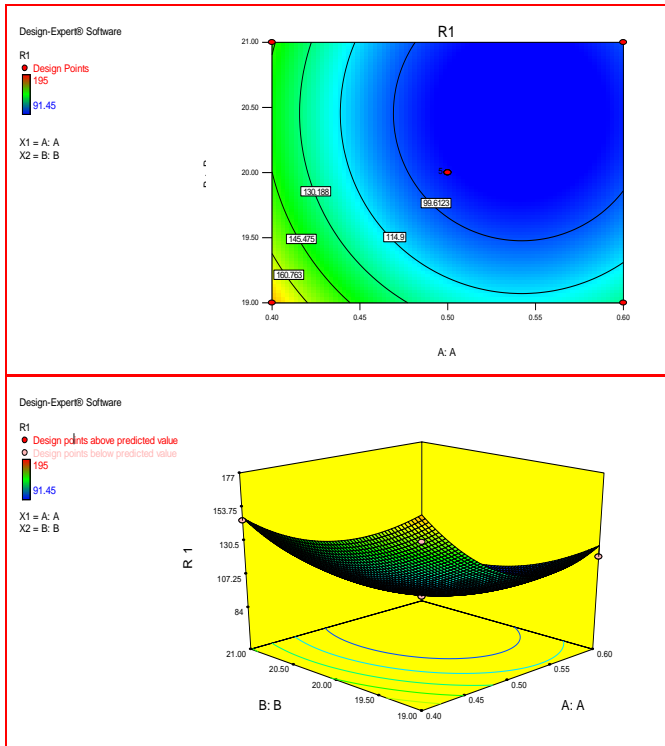 Design-Expert® Software
R1
Design Points
195
91.45
X1 = A: A
X2 = B: B
R1
21.00
20.50
20.00
19.50
19.00
0.40
0.45
0.50
0.55
0.60
A: A
130.188
145.475
160.763
114.9
99.6123
5
Design-Expert® Software
R1
Design points above predicted value
Design points below predicted value
195
91.45
X1 = A: A
X2 = B: B
177
153.75
130.5
107.25
84
R 1
21.00
20.50
20.00
19.50
19.00
B: B
0.40
0.45
0.50
0.55
0.60
A: A